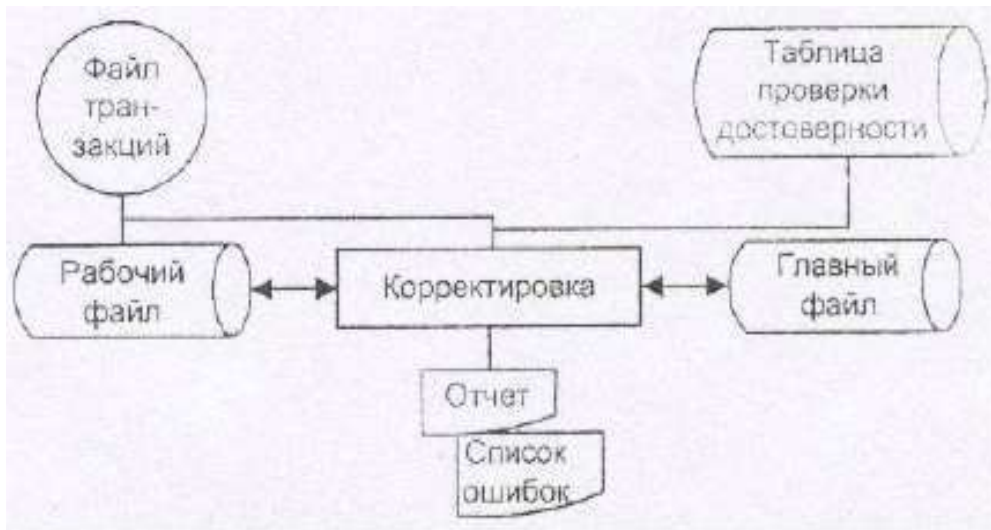 Файл
тран-
закций
Таблица
проверки
достоверности
Рабочий
файл
Корректировка
Главный
файл
Отчет
Список
ошибок